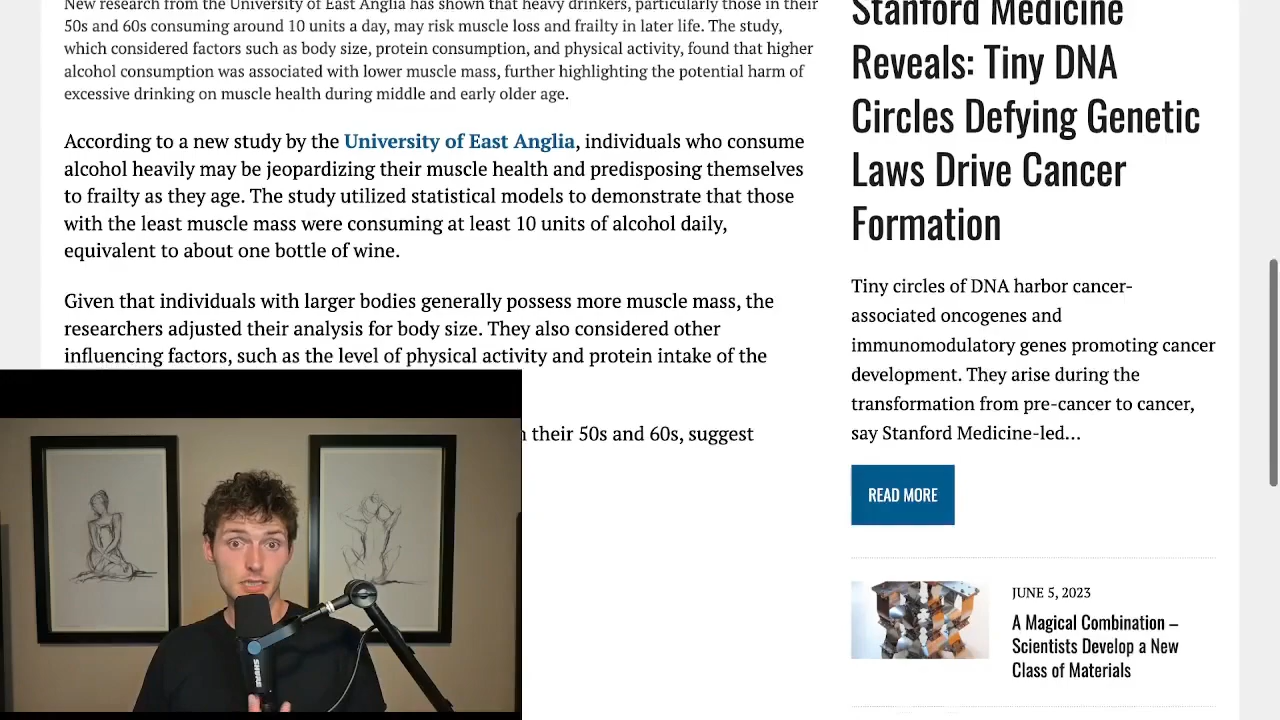 New research from the University of East Anglia has shown that heavy drinkers, particularly those in their
50s and 60s consuming around 10 units a day, may risk muscle loss and frailty in later life. The study,
which considered factors such as body size, protein consumption, and physical activity, found that higher
alcohol consumption was associated with lower muscle mass, further highlighting the potential harm of
excessive drinking on muscle health during middle and early older age.
According to a new study by the University of East Anglia, individuals who consume
alcohol heavily may be jeopardizing their muscle health and predisposing themselves
to frailty as they age. The study utilized statistical models to demonstrate that those
with the least muscle mass were consuming at least 10 units of alcohol daily,
equivalent to about one bottle of wine.
Given that individuals with larger bodies generally possess more muscle mass, the
researchers adjusted their analysis for body size. They also considered other
influencing factors, such as the level of physical activity and protein intake of the
their 50s and 60s, suggest
Stanford Medicine
Reveals: Tiny DNA
Circles Defying Genetic
Laws Drive Cancer
Formation
Tiny circles of DNA harbor cancer-
associated oncogenes and
immunomodulatory genes promoting cancer
development. They arise during the
transformation from pre-cancer to cancer,
say Stanford Medicine-led...
READ MORE
JUNE 5, 2023
A Magical Combination –
Scientists Develop a New
Class of Materials
SHURE